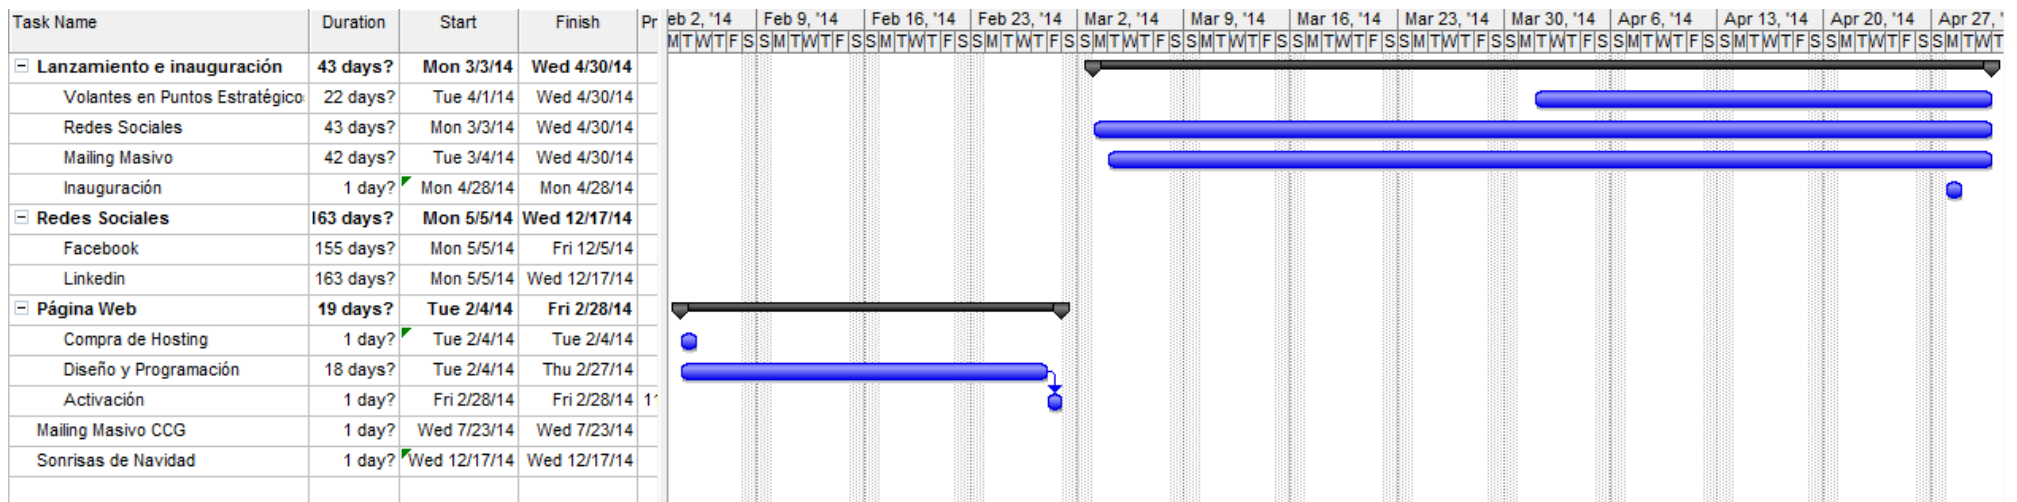 Task Name Duration Start Finish Pr eb 2, '14 Feb 9, '14 Feb 16, '14 Feb 23, '14 Mar 2, '14 Mar 9, '14 Mar 16, '14 Mar 23, '14 Mar 30, '14 Apr 6, '14 Apr 13, '14 Apr 20, '14 Apr 27, '
M T W T F S S M T W T F S S M T W T F S S M T W T F S S M T W T F S S M T W T F S S M T W T F S S M T W T F S S M T W T F S S M T W T F S S M T W T F S S M T W T F S S M T W T
Lanzamiento e inauguración 43 days? Mon 3/3/14 Wed 4/30/14
Volantes en Puntos Estratégico 22 days? Tue 4/1/14 Wed 4/30/14
Redes Sociales 43 days? Mon 3/3/14 Wed 4/30/14
Mailing Masivo 42 days? Tue 3/4/14 Wed 4/30/14
Inauguración 1 day? Mon 4/28/14 Mon 4/28/14
Redes Sociales 163 days? Mon 5/5/14 Wed 12/17/14
Facebook 155 days? Mon 5/5/14 Fri 12/5/14
Linkedin 163 days? Mon 5/5/14 Wed 12/17/14
Página Web 19 days? Tue 2/4/14 Fri 2/28/14
Compra de Hosting 1 day? Tue 2/4/14 Tue 2/4/14
Diseño y Programación 18 days? Tue 2/4/14 Thu 2/27/14
Activación 1 day? Fri 2/28/14 Fri 2/28/14 11
Mailing Masivo CCG 1 day? Wed 7/23/14 Wed 7/23/14
Sonrisas de Navidad 1 day? Wed 12/17/14 Wed 12/17/14